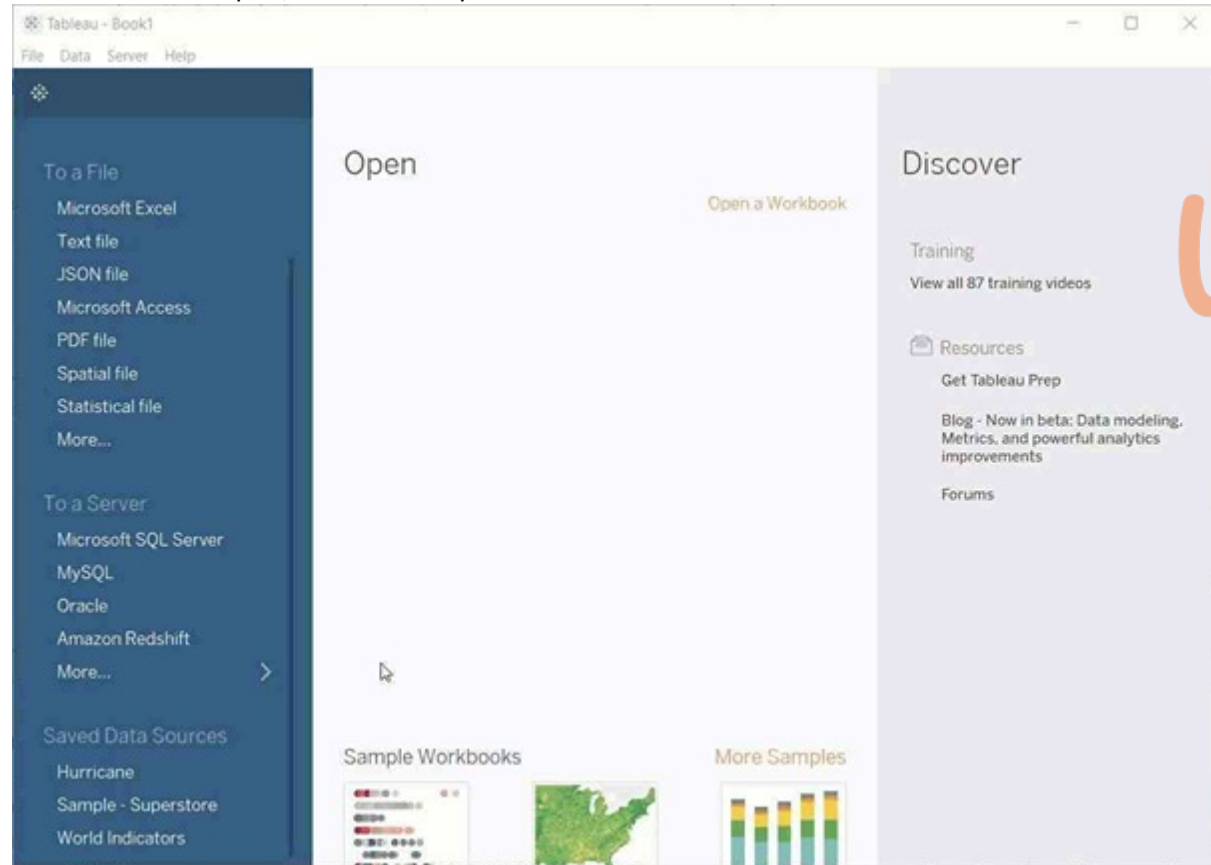 Tableau - Book1
File Data Server Help
To a File
Microsoft Excel
Text file
JSON file
Microsoft Access
PDF file
Spatial file
Statistical file
More...
To a Server
Microsoft SQL Server
MySQL
Oracle
Amazon Redshift
More...
Saved Data Sources
Hurricane
Sample - Superstore
World Indicators
Open
Open a Workbook
Sample Workbooks
More Samples
Discover
Training
View all 87 training videos
Resources
Get Tableau Prep
Blog - Now in beta: Data modeling,
Metrics, and powerful analytics
improvements
Forums